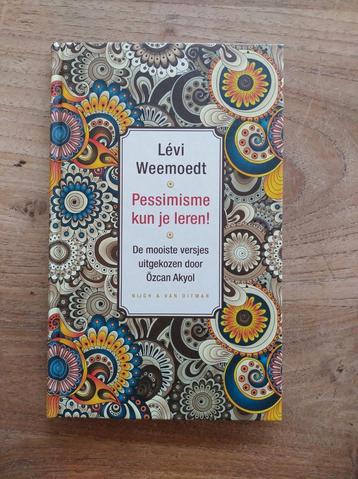 Lévi
Weemoedt
Pessimisme
kun je leren!
De mooiste versjes
uitgekozen door
Özcan Akyol
NIJGH & VAN DITMAR